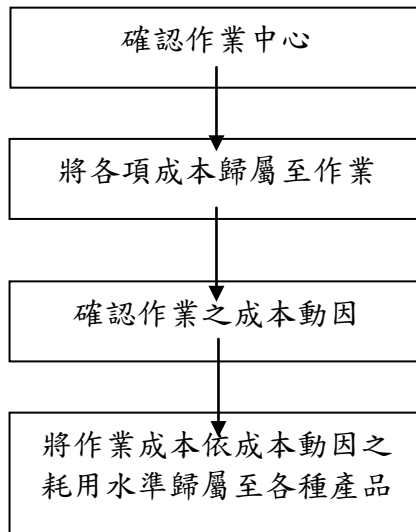 確認作業中心
將各項成本歸屬至作業
確認作業之成本動因
將作業成本依成本動因之
耗用水準歸屬至各種產品